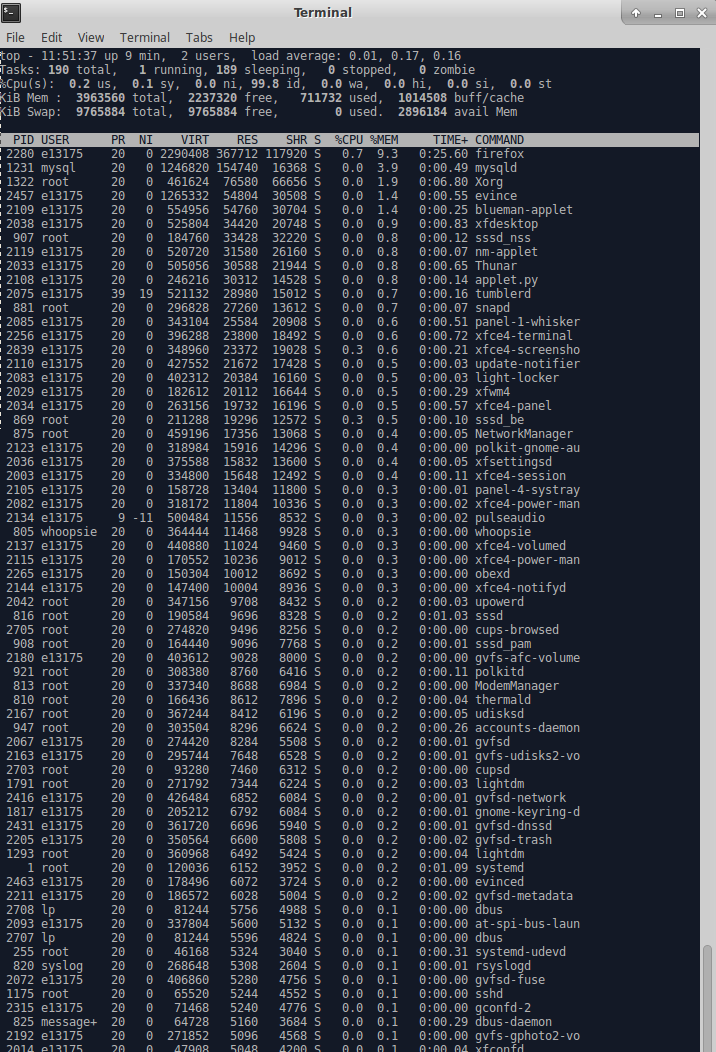 Terminal
File Edit View Terminal Tabs Help
top - 11:51:37 up 9 min, 2 users, load average: 0.01, 0.17, 0.16
Tasks: 190 total, 1 running, 189 sleeping, 0 stopped, 0 zombie
%Cpu(s): 0.2 us, 0.1 sy, 0.0 ni, 99.8 id, 0.0 wa, 0.0 hi, 0.0 si, 0.0 st
KiB Mem : 3963560 total, 2237320 free, 711732 used, 1014508 buff/cache
KiB Swap: 9765884 total, 9765884 free, 0 used. 2896184 avail Mem
PID USER PR NI VIRT RES SHR S %CPU %MEM TIME+ COMMAND
2280 e13175 20 0 2290408 367712 117920 S 0.7 9.3 0:25.60 firefox
1231 mysql 20 0 1246820 154740 16368 S 0.0 3.9 0:00.49 mysqld
1322 root 20 0 461624 76580 66656 S 0.0 1.9 0:06.80 Xorg
2457 e13175 20 0 1265332 54804 30508 S 0.0 1.4 0:00.55 evince
2109 e13175 20 0 554956 54760 30704 S 0.0 1.4 0:00.25 blueman-applet
2038 e13175 20 0 525804 34420 20748 S 0.0 0.9 0:00.83 xfdesktop
907 root 20 0 184760 33428 32220 S 0.0 0.8 0:00.12 sssd_nss
2119 e13175 20 0 520720 31580 26160 S 0.0 0.8 0:00.07 nm-applet
2033 e13175 20 0 505056 30588 21944 S 0.0 0.8 0:00.65 Thunar
2108 e13175 20 0 246216 30312 14528 S 0.0 0.8 0:00.14 applet.py
2075 e13175 39 19 521132 28980 15012 S 0.0 0.7 0:00.16 tumblerd
881 root 20 0 296828 27260 13612 S 0.0 0.7 0:00.07 snapd
2085 e13175 20 0 343104 25584 20908 S 0.0 0.6 0:00.51 panel-1-whisker
2256 e13175 20 0 396288 23800 18492 S 0.0 0.6 0:00.72 xfce4-terminal
2839 e13175 20 0 348960 23372 19028 S 0.3 0.6 0:00.21 xfce4-screensho
2110 e13175 20 0 427552 21672 17428 S 0.0 0.5 0:00.03 update-notifier
2083 e13175 20 0 402312 20384 16160 S 0.0 0.5 0:00.03 light-locker
2029 e13175 20 0 182612 20112 16644 S 0.0 0.5 0:00.29 xfwm4
2034 e13175 20 0 263156 19732 16196 S 0.0 0.5 0:00.57 xfce4-panel
869 root 20 0 211288 19296 12572 S 0.3 0.5 0:00.10 sssd_be
875 root 20 0 459196 17356 13068 S 0.0 0.4 0:00.05 NetworkManager
2123 e13175 20 0 318984 15916 14296 S 0.0 0.4 0:00.00 polkit-gnome-au
2036 e13175 20 0 375588 15832 13600 S 0.0 0.4 0:00.05 xfsettingsd
2003 e13175 20 0 334800 15648 12492 S 0.0 0.4 0:00.11 xfce4-session
2105 e13175 20 0 158728 13404 11800 S 0.0 0.3 0:00.01 panel-4-systray
2082 e13175 20 0 318172 11804 10336 S 0.0 0.3 0:00.02 xfce4-power-man
2134 e13175 9 -11 500484 11556 8532 S 0.0 0.3 0:00.02 pulseaudio
805 whoopsie 20 0 364444 11468 9928 S 0.0 0.3 0:00.00 whoopsie
2137 e13175 20 0 440880 11024 9460 S 0.0 0.3 0:00.00 xfce4-volumed
2115 e13175 20 0 170552 10236 9012 S 0.0 0.3 0:00.00 xfce4-power-man
2265 e13175 20 0 150304 10012 8692 S 0.0 0.3 0:00.00 obexd
2144 e13175 20 0 147400 10004 8936 S 0.0 0.3 0:00.00 xfce4-notifyd
2042 root 20 0 347156 9708 8432 S 0.0 0.2 0:00.03 upowerd
816 root 20 0 190584 9696 8328 S 0.0 0.2 0:01.03 sssd
2705 root 20 0 274820 9496 8256 S 0.0 0.2 0:00.00 cups-browsed
908 root 20 0 164440 9096 7768 S 0.0 0.2 0:00.01 sssd_pam
2180 e13175 20 0 403612 9028 8000 S 0.0 0.2 0:00.00 gvfs-afc-volume
921 root 20 0 308380 8760 6416 S 0.0 0.2 0:00.11 polkitd
813 root 20 0 337340 8688 6984 S 0.0 0.2 0:00.00 ModemManager
810 root 20 0 166436 8612 7896 S 0.0 0.2 0:00.04 thermald
2167 root 20 0 367244 8412 6196 S 0.0 0.2 0:00.05 udisksd
947 root 20 0 303504 8296 6624 S 0.0 0.2 0:00.26 accounts-daemon
2067 e13175 20 0 274420 8284 5508 S 0.0 0.2 0:00.01 gvfsd
2163 e13175 20 0 295744 7648 6528 S 0.0 0.2 0:00.01 gvfs-udisks2-vo
2703 root 20 0 93280 7460 6312 S 0.0 0.2 0:00.00 cupsd
1791 root 20 0 271792 7344 6224 S 0.0 0.2 0:00.03 lightdm
2416 e13175 20 0 426484 6852 6084 S 0.0 0.2 0:00.01 gvfsd-network
1817 e13175 20 0 205212 6792 6084 S 0.0 0.2 0:00.01 gnome-keyring-d
2431 e13175 20 0 361720 6696 5940 S 0.0 0.2 0:00.01 gvfsd-dnssd
2205 e13175 20 0 350564 6600 5808 S 0.0 0.2 0:00.02 gvfsd-trash
1293 root 20 0 360968 6492 5424 S 0.0 0.2 0:00.04 lightdm
1 root 20 0 120036 6152 3952 S 0.0 0.2 0:01.09 systemd
2463 e13175 20 0 178496 6072 3724 S 0.0 0.2 0:00.00 evinced
2211 e13175 20 0 186572 6028 5004 S 0.0 0.2 0:00.02 gvfsd-metadata
2708 lp 20 0 81244 5756 4988 S 0.0 0.1 0:00.00 dbus
2093 e13175 20 0 337804 5600 5132 S 0.0 0.1 0:00.00 at-spi-bus-laun
2707 lp 20 0 81244 5596 4824 S 0.0 0.1 0:00.00 dbus
255 root 20 0 46168 5324 3040 S 0.0 0.1 0:00.31 systemd-udevd
820 syslog 20 0 268648 5308 2604 S 0.0 0.1 0:00.01 rsyslogd
2072 e13175 20 0 406860 5280 4756 S 0.0 0.1 0:00.00 gvfsd-fuse
1175 root 20 0 65520 5244 4552 S 0.0 0.1 0:00.00 sshd
2315 e13175 20 0 71468 5240 4776 S 0.0 0.1 0:00.00 gconfd-2
825 message+ 20 0 64728 5160 3684 S 0.0 0.1 0:00.29 dbus-daemon
2192 e13175 20 0 271852 5096 4568 S 0.0 0.1 0:00.00 gvfs-gphoto2-vo
2014 e13175 20 0 47908 5048 4200 S 0.0 0.1 0:00.04 xfconfd